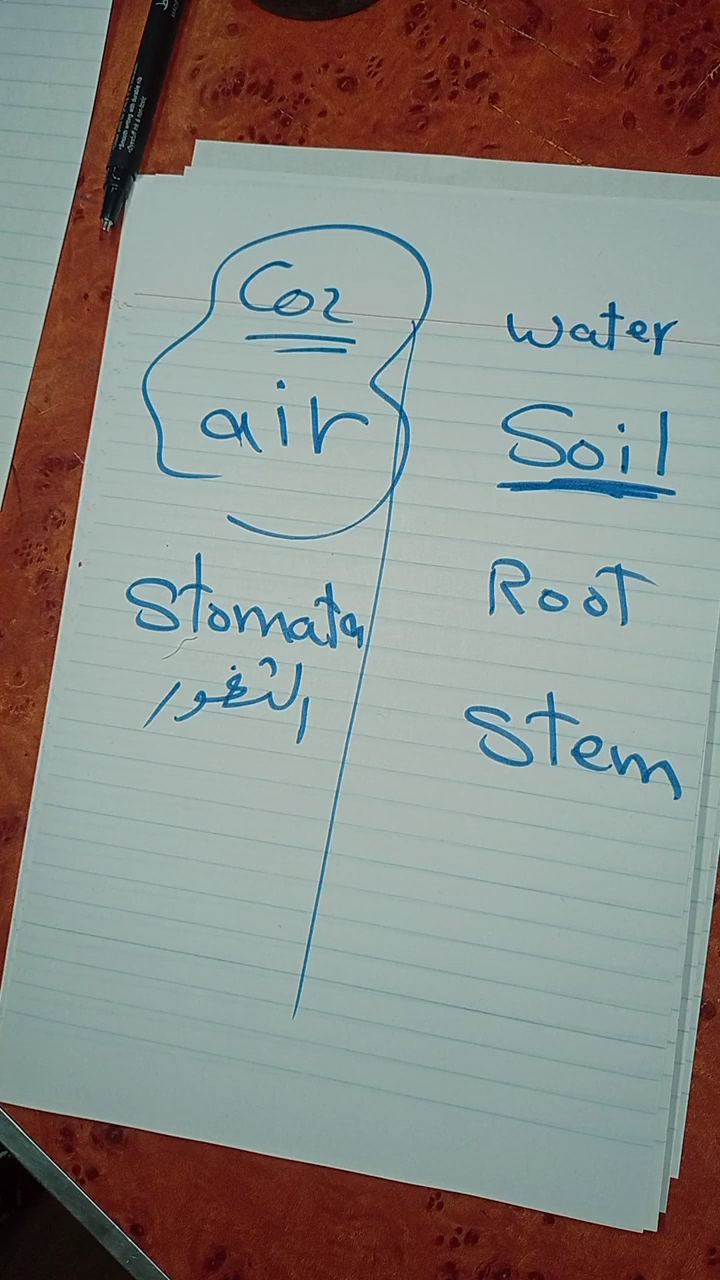 Co2
air
Stomata
الثغور
water
Soil
Root
Stem